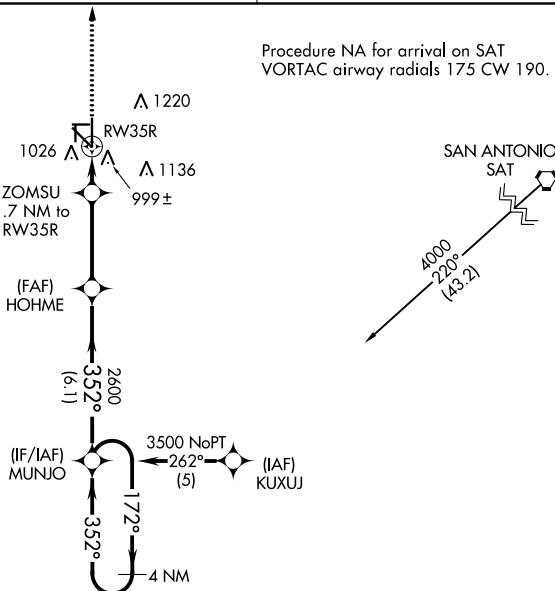 Procedure NA for arrival on SAT
VORTAC airway radials 175 CW 190.
1220
RW35R
1026
1136
999±
ZOMSU
.7 NM to
RW35R
SAN ANTONIO
SAT
4000
220°
(43.2)
(FAF)
HOHME
2600
352°
(6.1)
(IF/IAF)
MUNJO
3500 NoPT
262°
(5)
(IAF)
KUXUJ
172°
352°
4 NM